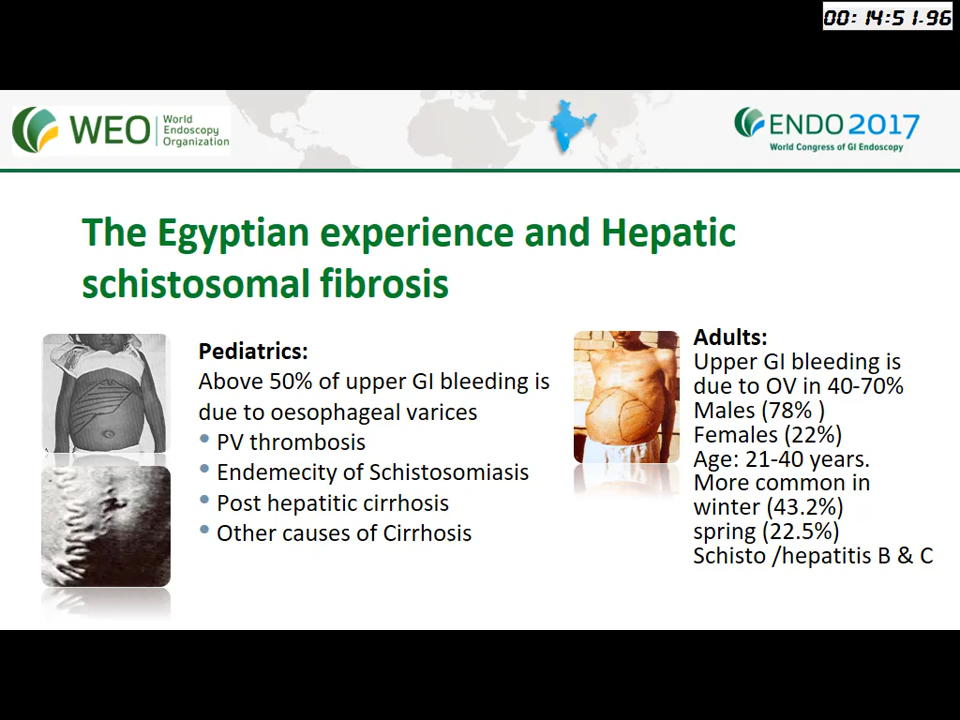 00:14:51.96
WEO
World
Endoscopy
Organization
ENDO 2017
World Congress of GI Endoscopy
The Egyptian experience and Hepatic
schistosomal fibrosis
Pediatrics:
Above 50% of upper GI bleeding is
due to oesophageal varices
• PV thrombosis
• Endemecity of Schistosomiasis
• Post hepatitic cirrhosis
• Other causes of Cirrhosis
Adults:
Upper GI bleeding is
due to OV in 40-70%
Males (78% )
Females (22%)
Age: 21-40 years.
More common in
winter (43.2%)
spring (22.5%)
Schisto /hepatitis B & C